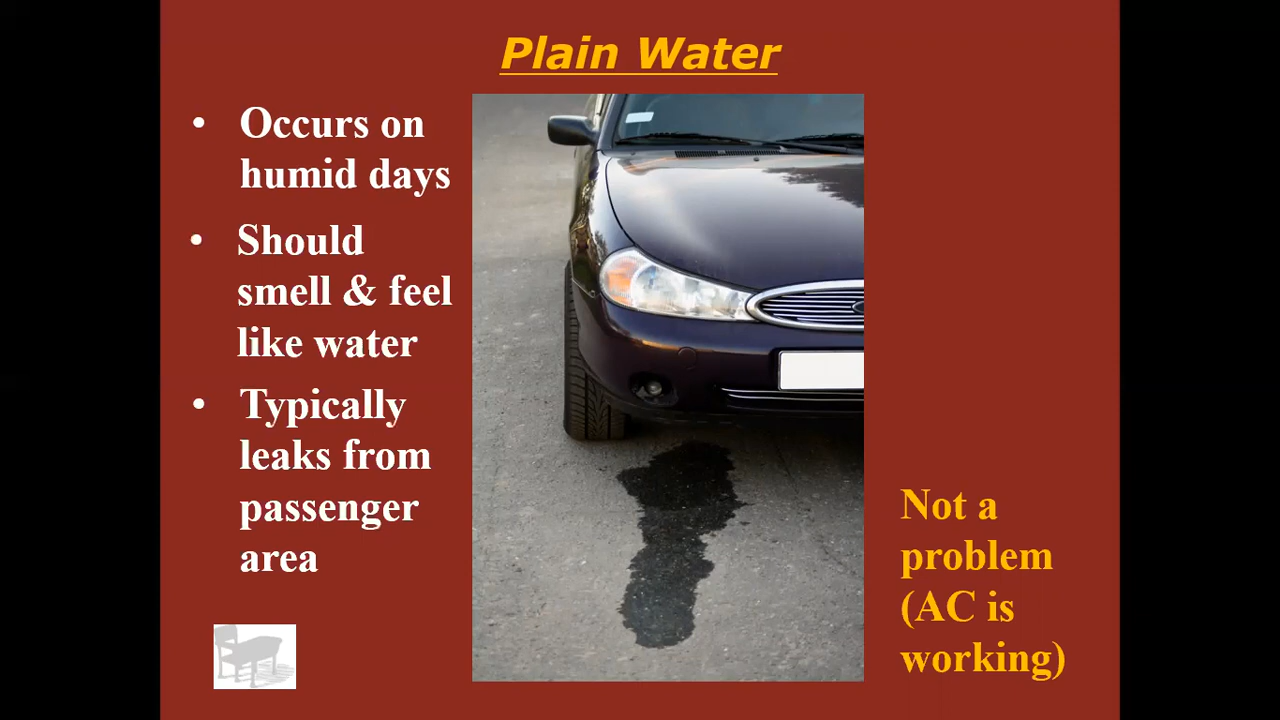 Plain Water
• Occurs on
humid days
• Should
smell & feel
like water
• Typically
leaks from
passenger
area
Not a
problem
(AC is
working)